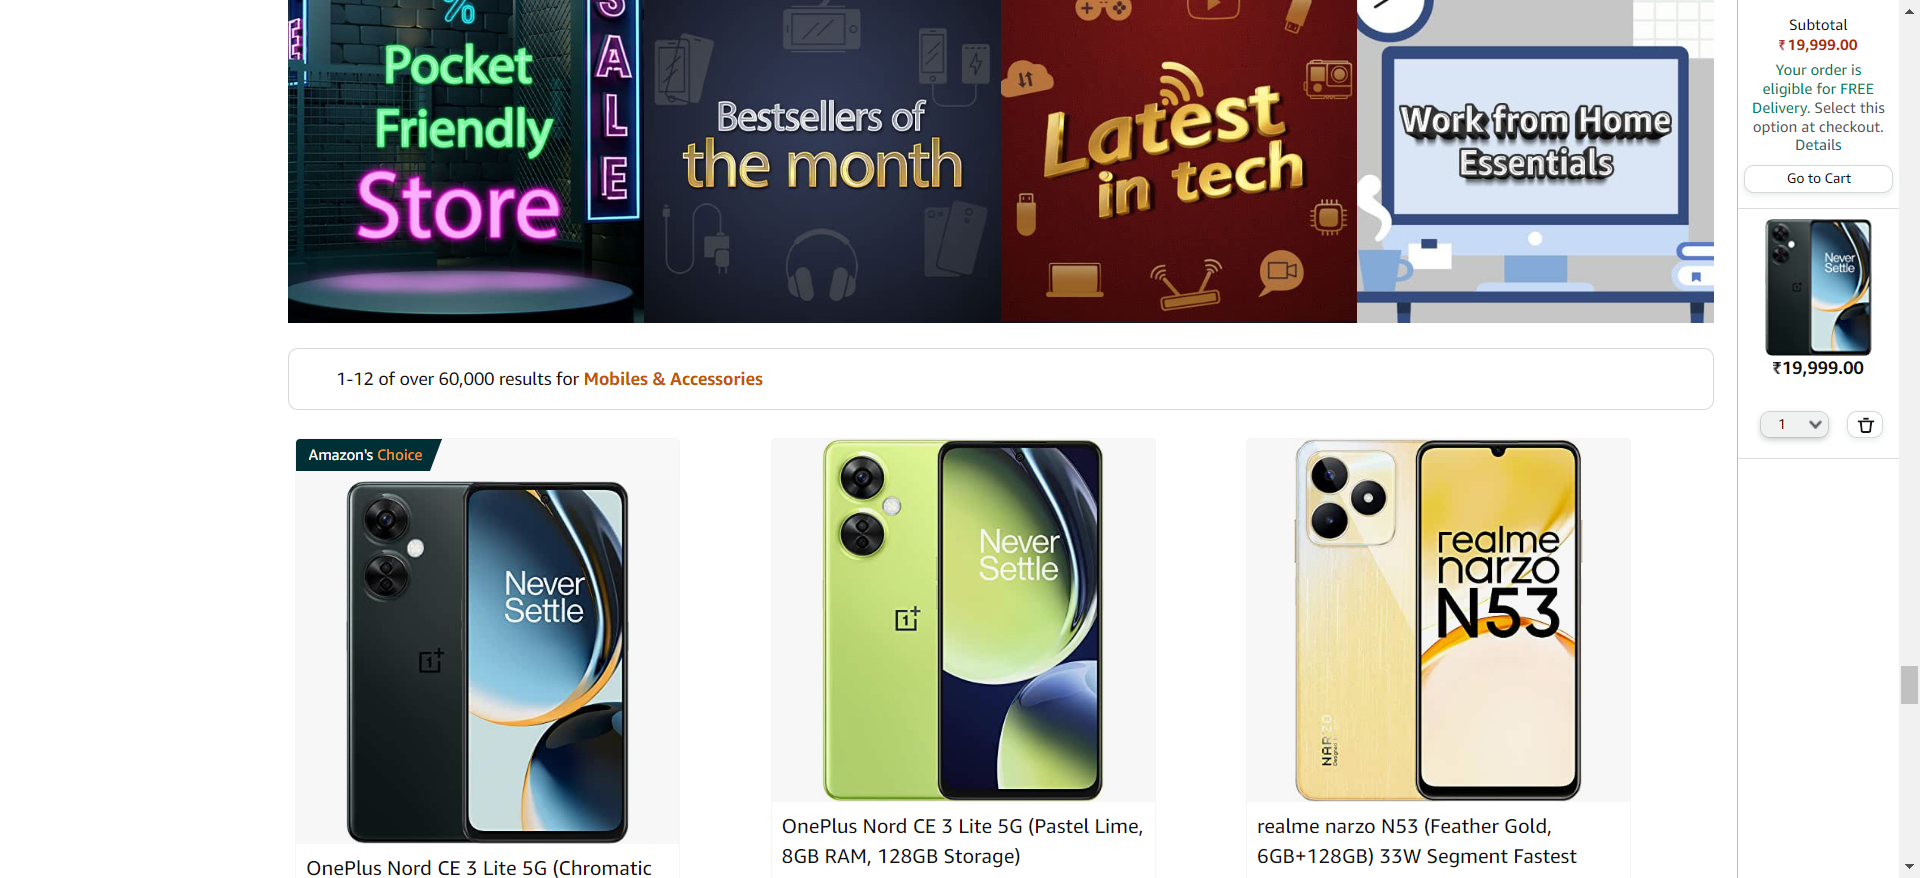 %
Pocket
Friendly
Store
SALE
E
Bestsellers of
the month
Latest
in tech
Work from Home
Essentials
Subtotal
₹19,999.00
Your order is
eligible for FREE
Delivery. Select this
option at checkout.
Details
Go to Cart
Never
Settle
₹19,999.00
1
1-12 of over 60,000 results for Mobiles & Accessories
Amazon's Choice
Never
Settle
1+
OnePlus Nord CE 3 Lite 5G (Chromatic
Never
Settle
1+
OnePlus Nord CE 3 Lite 5G (Pastel Lime,
8GB RAM, 128GB Storage)
realme
narzo
N53
NARZO
realme narzo N53 (Feather Gold,
6GB+128GB) 33W Segment Fastest